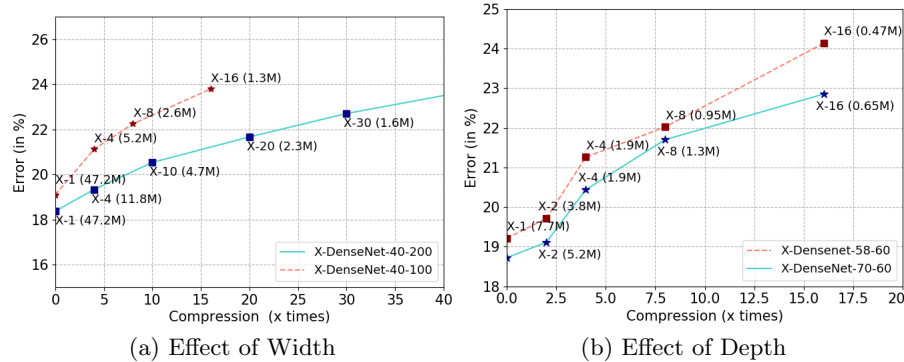 26
24
22
20
18
16
Error (in %)
X-16 (1.3M)
X-8 (2.6M)
X-4 (5.2M)
X-1 (47.2M)
X-30 (1.6M)
X-20 (2.3M)
X-10 (4.7M)
X-4 (11.8M)
X-1 (47.2M)
X-DenseNet-40-200
X-DenseNet-40-100
0 5 10 15 20 25 30 35 40
Compression (x times)
(a) Effect of Width
25
24
23
22
21
20
19
18
Error (in %)
X-16 (0.47M)
X-8 (0.95M)
X-4 (1.9M)
X-2 (3.8M)
X-1 (7.7M)
X-16 (0.65M)
X-8 (1.3M)
X-4 (1.9M)
X-2 (5.2M)
X-Densenet-58-60
X-DenseNet-70-60
0.0 2.5 5.0 7.5 10.0 12.5 15.0 17.5 20.0
Compression (x times)
(b) Effect of Depth